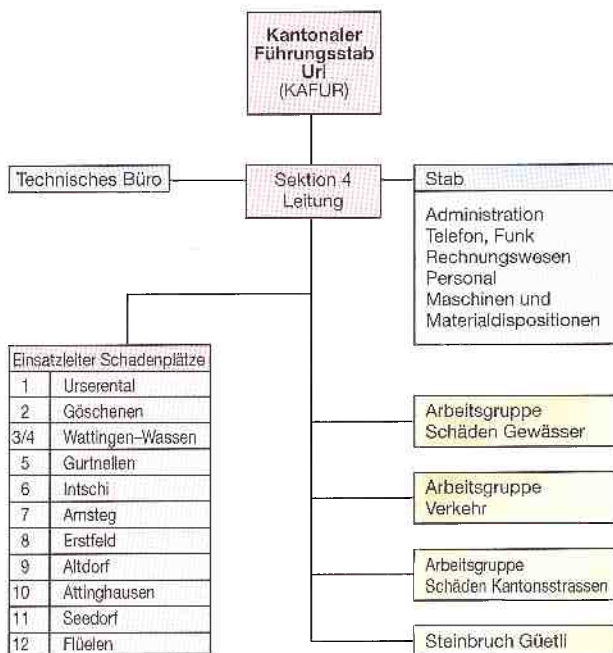 Kantonaler
Führungsstab
Uri
(KAFUR)
Technisches Büro
Sektion 4
Leitung
Stab
Administration
Telefon, Funk
Rechnungswesen
Personal
Maschinen und
Materialdispositionen
Einsatzleiter Schadenplätze
1 Urserental
2 Göschenen
3/4 Wattingen–Wassen
5 Gurtnellen
6 Intschi
7 Amsteg
8 Erstfeld
9 Altdorf
10 Attinghausen
11 Seedorf
12 Flüelen
Arbeitsgruppe
Schäden Gewässer
Arbeitsgruppe
Verkehr
Arbeitsgruppe
Schäden Kantonsstrassen
Steinbruch Güetli